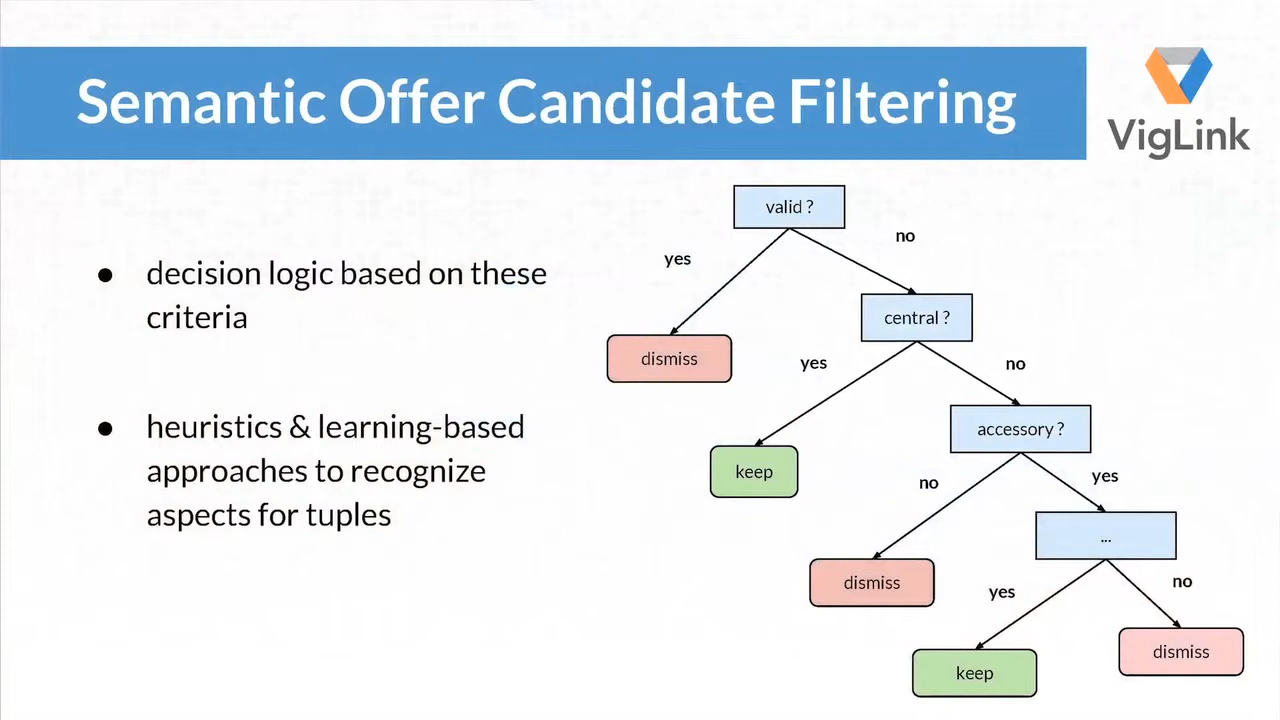 Semantic Offer Candidate Filtering
VigLink
● decision logic based on these
criteria
● heuristics & learning-based
approaches to recognize
aspects for tuples
valid ?
yes
no
central ?
dismiss
yes
no
accessory ?
keep
no
yes
...
dismiss
yes
no
dismiss
keep